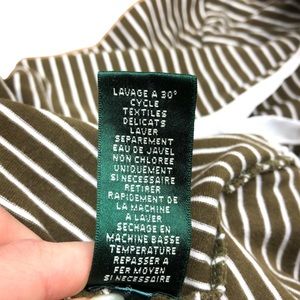 LAVAGE A 30°
CYCLE
TEXTILES
DELICATS
LAVER
SEPAREMENT
EAU DE JAVEL
NON CHLOREE
UNIQUEMENT
SI NECESSAIRE
RETIRER
RAPIDEMENT DE
LA MACHINE
A LAVER
SECHAGE EN
MACHINE BASSE
TEMPERATURE
REPASSER A
FER MOYEN
SI NECESSAIRE